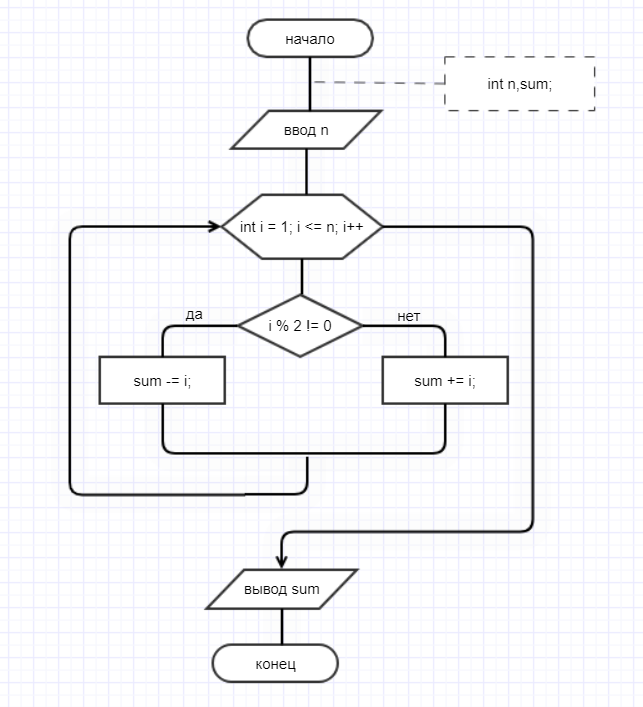 начало
int n,sum;
ввод n
int i = 1; i <= n; i++
да
нет
i % 2 != 0
sum -= i;
sum += i;
вывод sum
конец